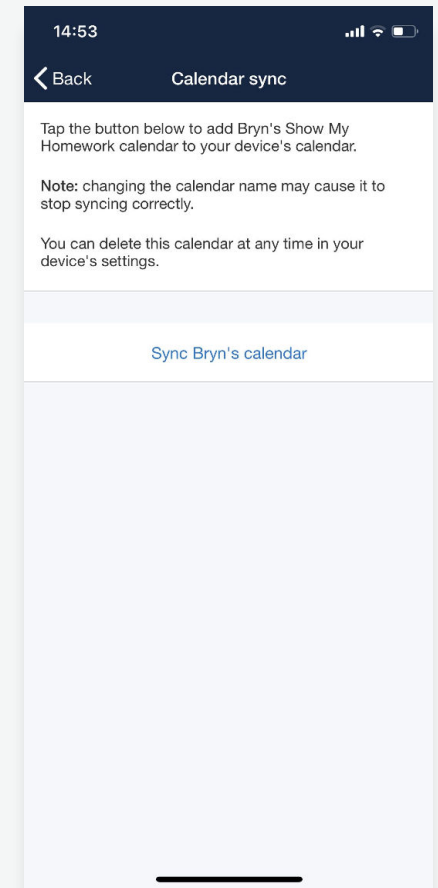 14:53
Back
Calendar sync
Tap the button below to add Bryn's Show My
Homework calendar to your device's calendar.
Note: changing the calendar name may cause it to
stop syncing correctly.
You can delete this calendar at any time in your
device's settings.
Sync Bryn's calendar